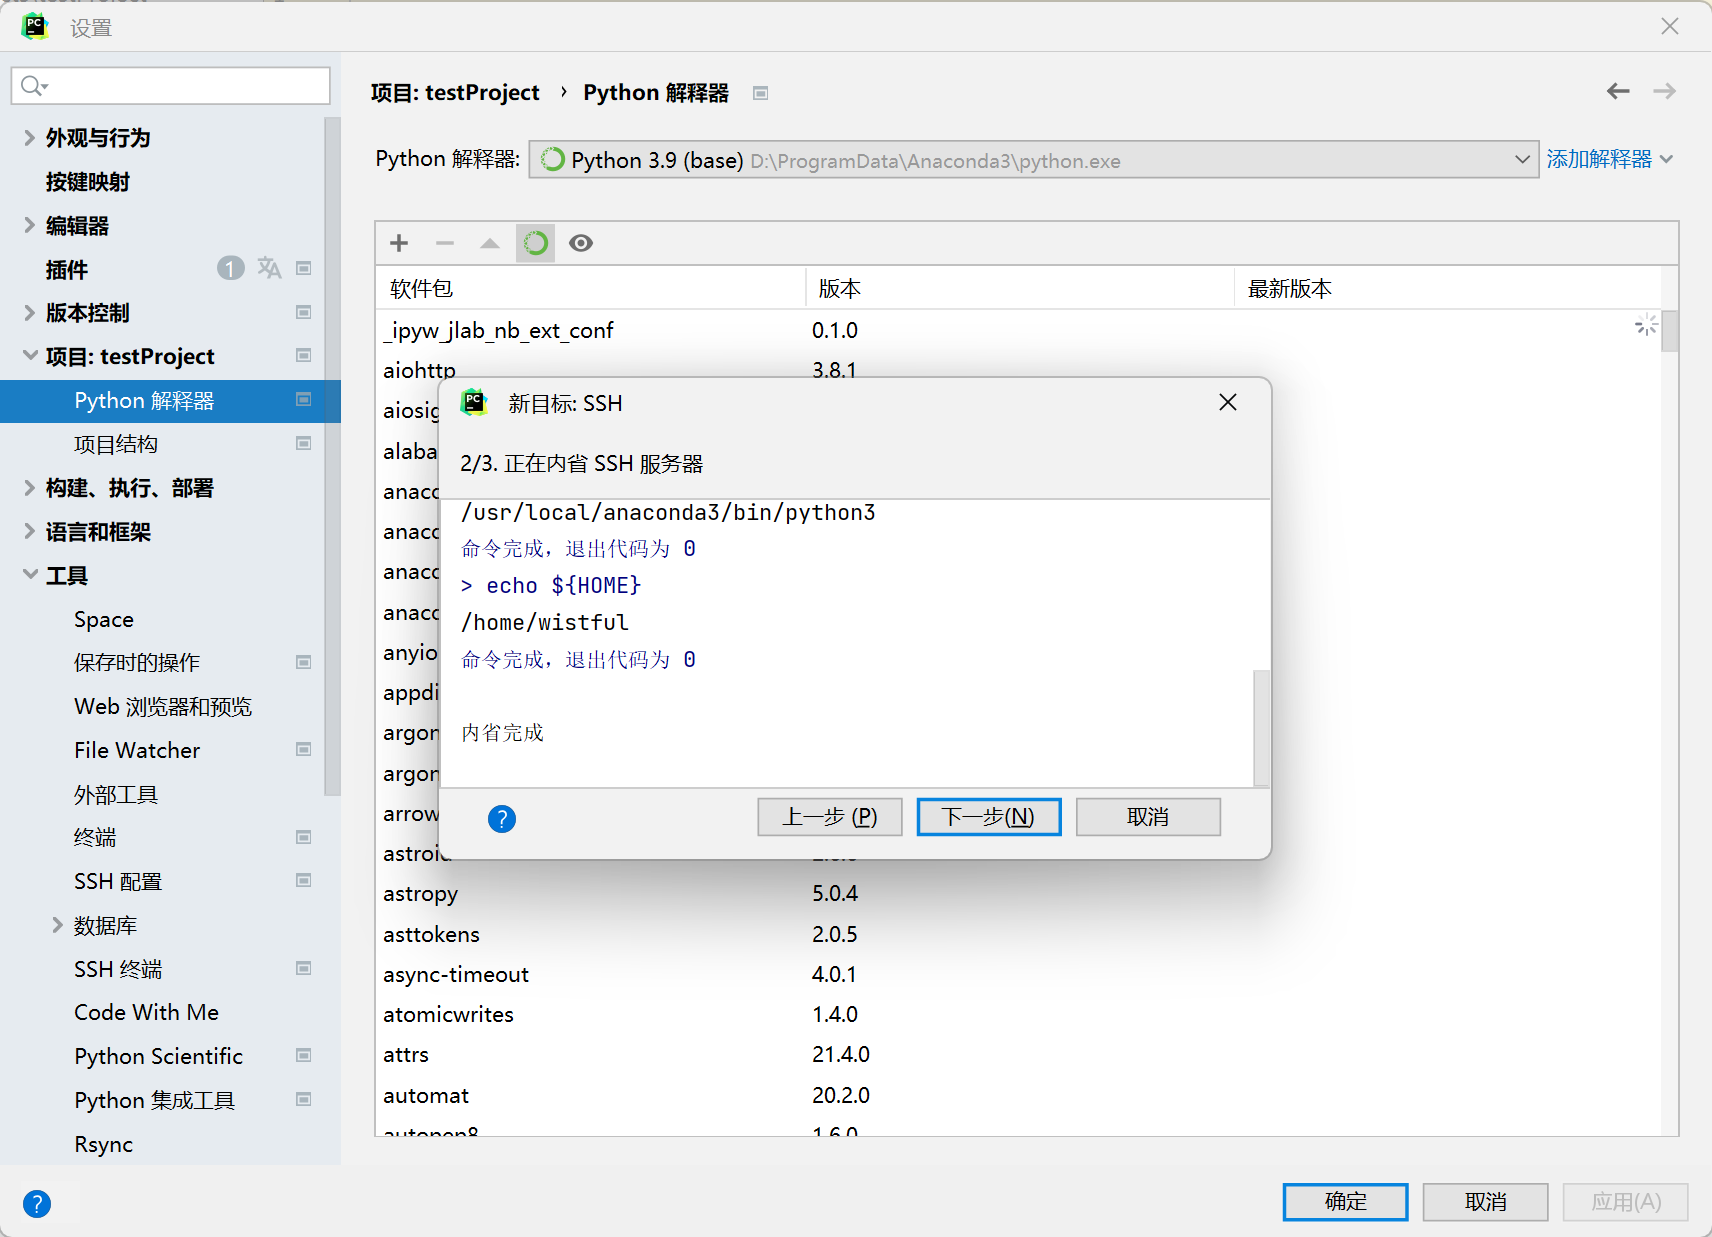 设置
外观与行为
按键映射
编辑器
插件 1
版本控制
项目: testProject
Python 解释器
项目结构
构建、执行、部署
语言和框架
工具
Space
保存时的操作
Web 浏览器和预览
File Watcher
外部工具
终端
SSH 配置
数据库
SSH 终端
Code With Me
Python Scientific
Python 集成工具
Rsync
项目: testProject › Python 解释器
Python 解释器: Python 3.9 (base) D:\ProgramData\Anaconda3\python.exe 添加解释器
软件包 版本 最新版本
_ipyw_jlab_nb_ext_conf 0.1.0
aiohttp 3.8.1
aiosig
alaba
anaco
anaco
anaco
anaco
anyio
appdi
argon
argon
arrow
astroid
astropy 5.0.4
asttokens 2.0.5
async-timeout 4.0.1
atomicwrites 1.4.0
attrs 21.4.0
automat 20.2.0
autopep8 1.6.0
新目标: SSH
2/3. 正在内省 SSH 服务器
/usr/local/anaconda3/bin/python3
命令完成，退出代码为 0
> echo ${HOME}
/home/wistful
命令完成，退出代码为 0
内省完成
? 上一步 (P) 下一步(N) 取消
? 确定 取消 应用(A)